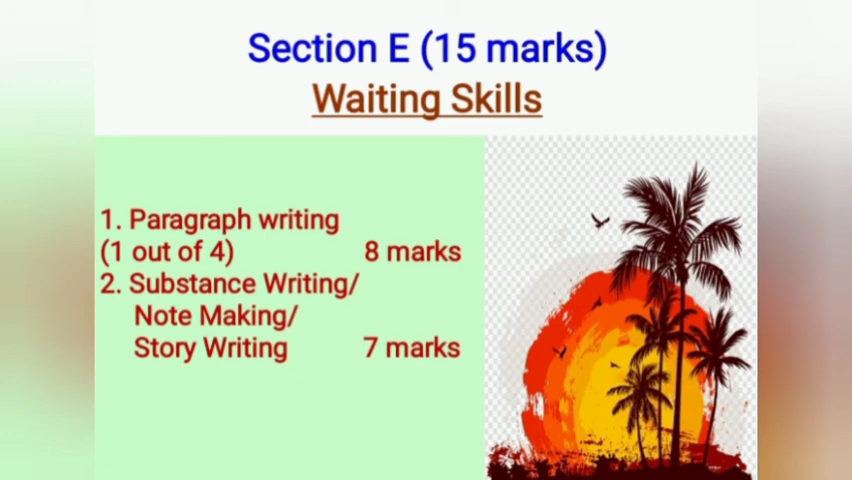 Section E (15 marks)
Waiting Skills
1. Paragraph writing
(1 out of 4) 8 marks
2. Substance Writing/
Note Making/
Story Writing 7 marks